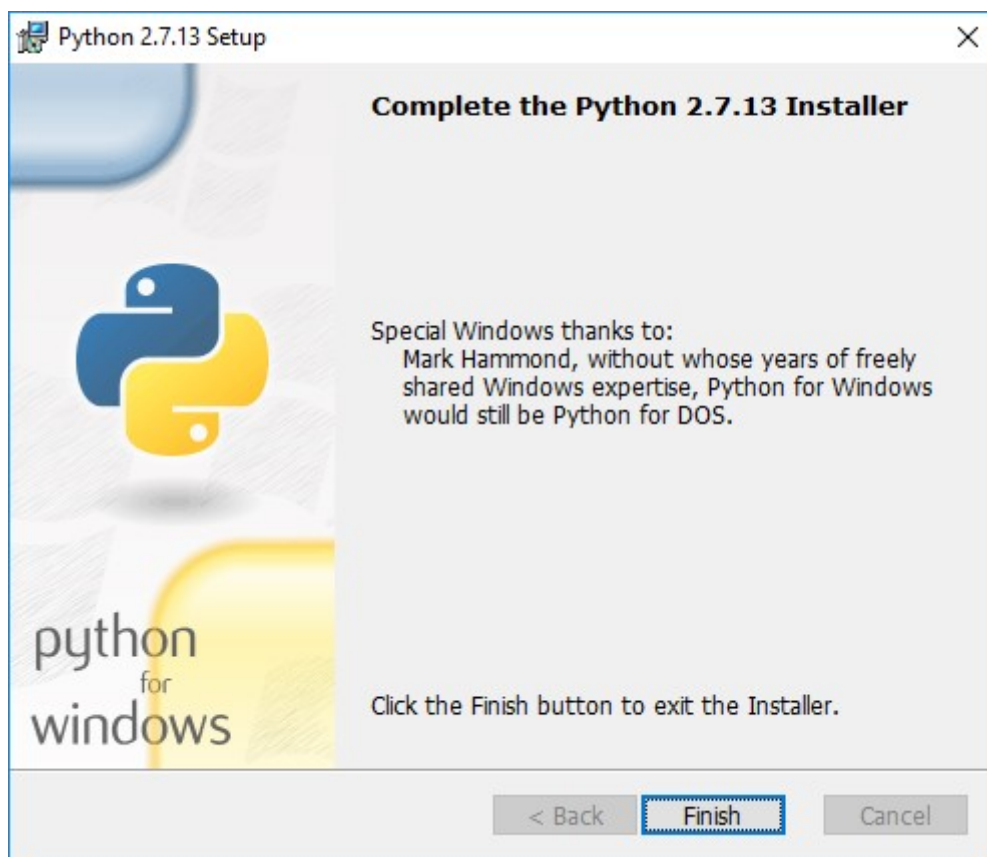 Python 2.7.13 Setup
Complete the Python 2.7.13 Installer
Special Windows thanks to:
Mark Hammond, without whose years of freely
shared Windows expertise, Python for Windows
would still be Python for DOS.
python
for
windows
Click the Finish button to exit the Installer.
< Back
Finish
Cancel